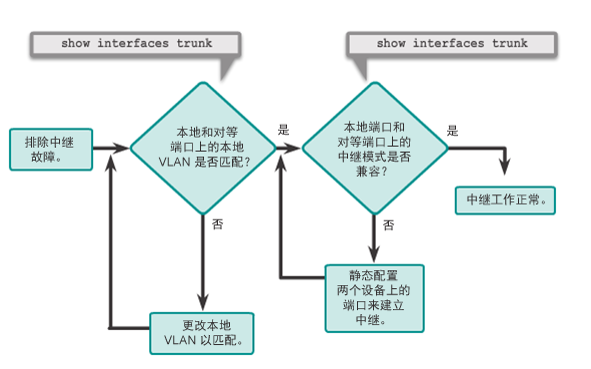 show interfaces trunk
show interfaces trunk
排除中继
故障。
本地和对等
端口上的本地
VLAN 是否匹配？
是
本地端口和
对等端口上的
中继模式是否
兼容？
是
中继工作正常。
否
否
更改本地
VLAN 以匹配。
静态配置
两个设备上的
端口来建立
中继。